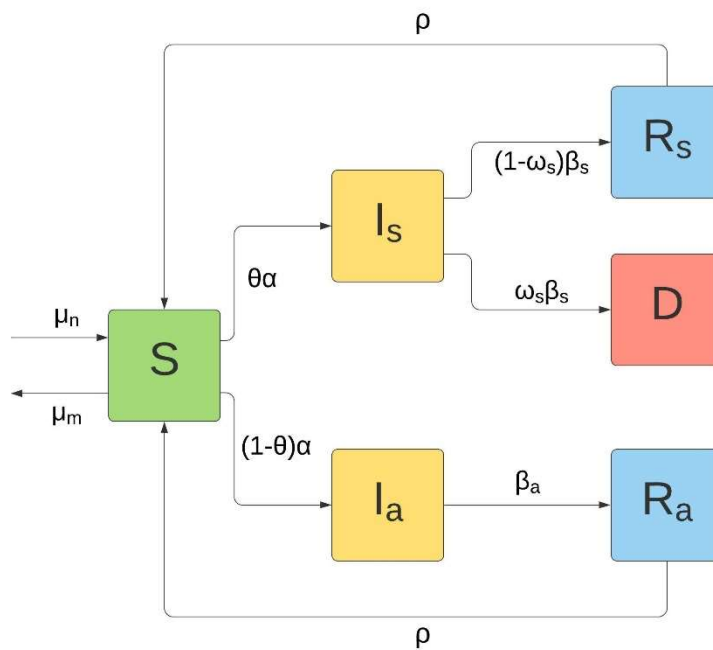 ρ
Rₛ
(1-ωₛ)βₛ
Iₛ
θα
ωₛβₛ
D
μₙ
S
μₘ
(1-θ)α
Iₐ
βₐ
Rₐ
ρ